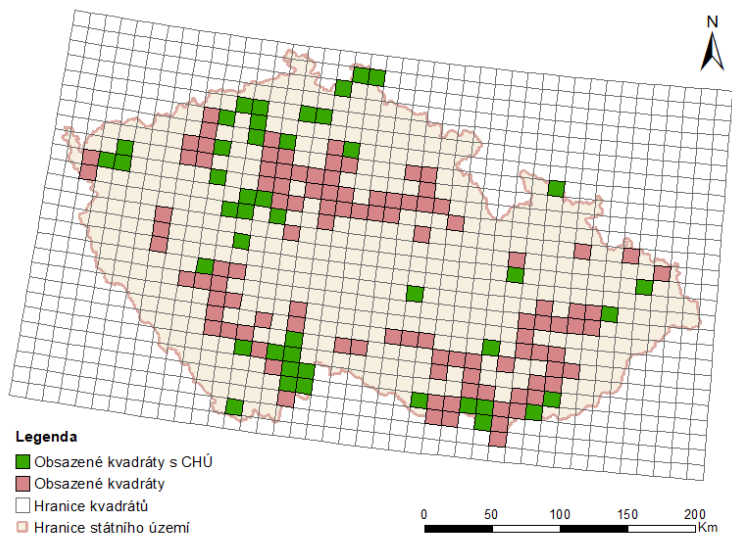 N
Legenda
Obsazené kvadráty s CHÚ
Obsazené kvadráty
Hranice kvadrátů
Hranice státního území
0 50 100 150 200
Km